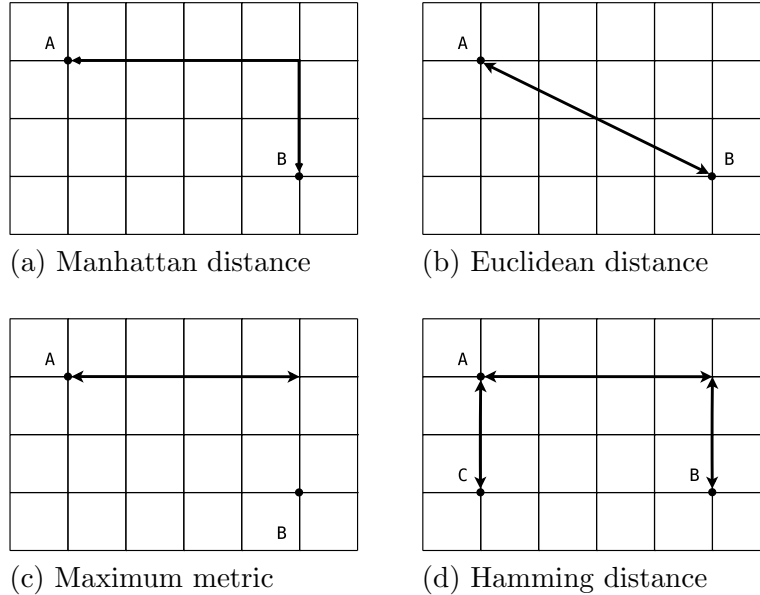 A
B
(a) Manhattan distance
A
B
(b) Euclidean distance
A
B
(c) Maximum metric
A
C
B
(d) Hamming distance